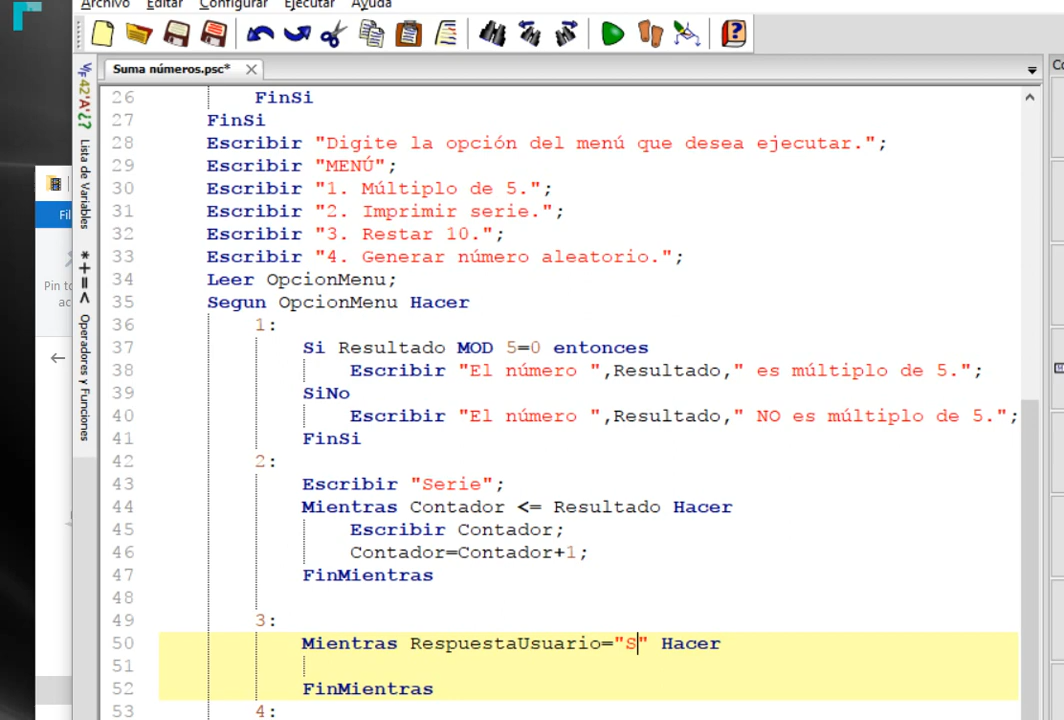 Archivo Editar Configurar Ejecutar Ayuda
Suma números.psc*
Lista de Variables
Operadores y Funciones
26 FinSi
27 FinSi
28 Escribir "Digite la opción del menú que desea ejecutar.";
29 Escribir "MENÚ";
30 Escribir "1. Múltiplo de 5.";
31 Escribir "2. Imprimir serie.";
32 Escribir "3. Restar 10.";
33 Escribir "4. Generar número aleatorio.";
34 Leer OpcionMenu;
35 Segun OpcionMenu Hacer
36 1:
37 Si Resultado MOD 5=0 entonces
38 Escribir "El número ",Resultado," es múltiplo de 5.";
39 SiNo
40 Escribir "El número ",Resultado," NO es múltiplo de 5.";
41 FinSi
42 2:
43 Escribir "Serie";
44 Mientras Contador <= Resultado Hacer
45 Escribir Contador;
46 Contador=Contador+1;
47 FinMientras
48
49 3:
50 Mientras RespuestaUsuario="S" Hacer
51
52 FinMientras
53 4:
Fil
Pin to
ac
Co